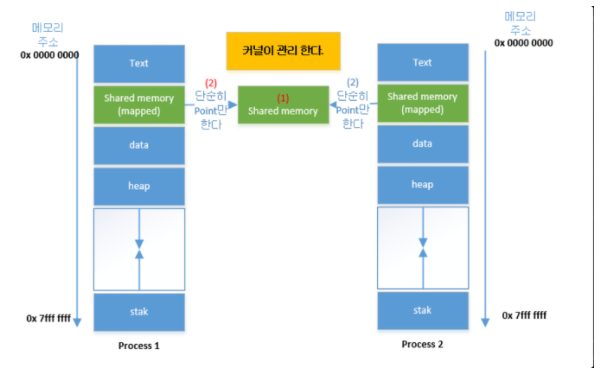 메모리
주소
0x 0000 0000
Text
Shared memory
(mapped)
data
heap
stak
0x 7fff ffff
Process 1
커널이 관리 한다.
(2)
단순히
Point만
한다
(1)
Shared memory
(2)
단순히
Point만
한다
메모리
주소
0x 0000 0000
Text
Shared memory
(mapped)
data
heap
stak
0x 7fff ffff
Process 2